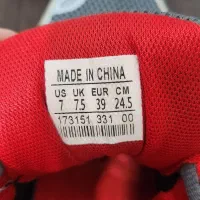 MADE IN CHINA
US UK EUR CM
7 7.5 39 24.5
173151 331 00